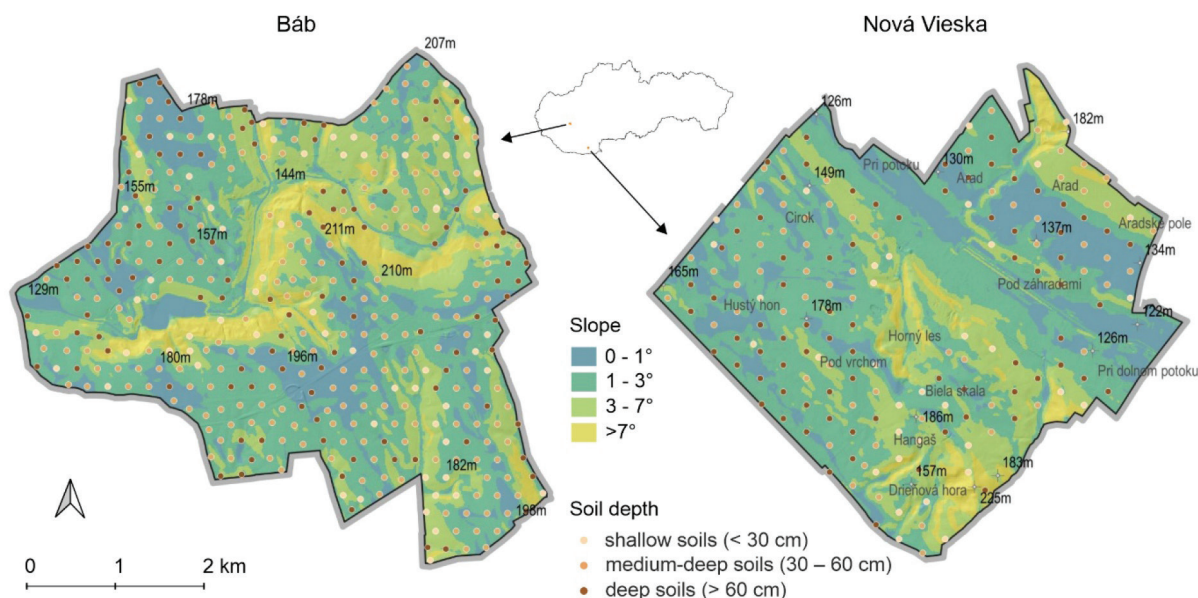 Báb
Nová Vieska
207m
178m
144m
155m
157m
211m
210m
129m
180m
196m
182m
198m
126m
182m
130m
Pri potoku
Arad
149m
Arad
Cirok
Aradské pole
137m
134m
165m
Pod záhradami
Hustý hon
178m
122m
Horný les
126m
Pod vrchom
Pri dolnom potoku
Biela skala
186m
Hangaš
157m
183m
Drieňová hora
225m
Slope
0 - 1°
1 - 3°
3 - 7°
>7°
Soil depth
shallow soils (< 30 cm)
medium-deep soils (30 – 60 cm)
deep soils (> 60 cm)
0 1 2 km